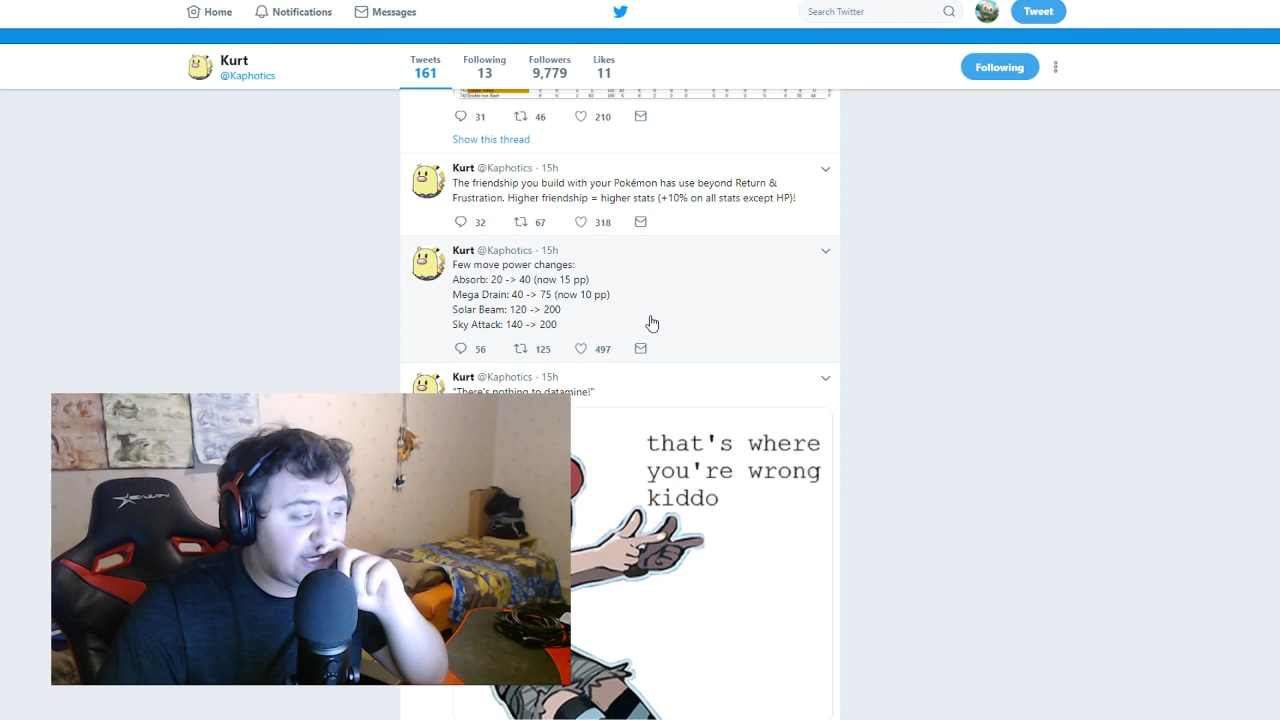 Home
Notifications
Messages
Search Twitter
Tweet
Kurt
@Kaphotics
Tweets
161
Following
13
Followers
9,779
Likes
11
Following
31
46
210
Show this thread
Kurt @Kaphotics · 15h
The friendship you build with your Pokémon has use beyond Return &
Frustration. Higher friendship = higher stats (+10% on all stats except HP)!
32
67
318
Kurt @Kaphotics · 15h
Few move power changes:
Absorb: 20 -> 40 (now 15 pp)
Mega Drain: 40 -> 75 (now 10 pp)
Solar Beam: 120 -> 200
Sky Attack: 140 -> 200
56
125
497
Kurt @Kaphotics · 15h
"There's nothing to datamine!"
that's where
you're wrong
kiddo